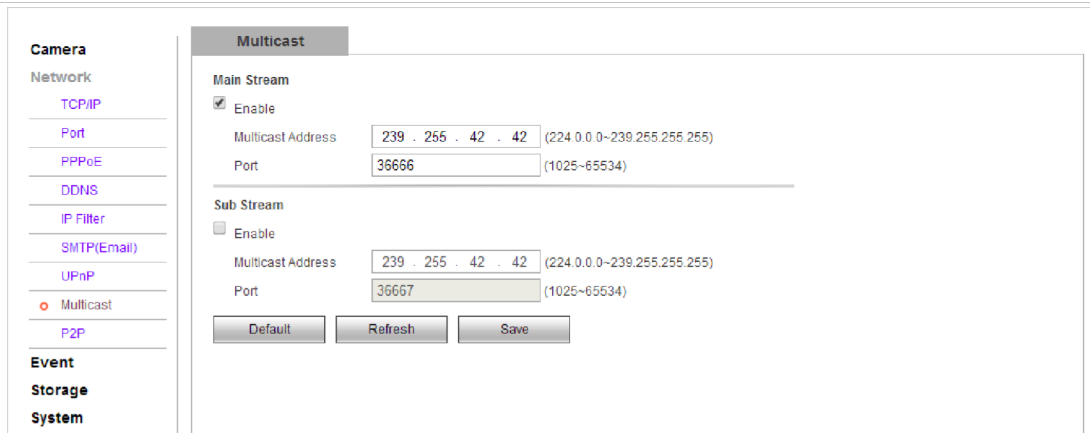 Camera
Network
TCP/IP
Port
PPPoE
DDNS
IP Filter
SMTP(Email)
UPnP
Multicast
P2P
Event
Storage
System
Multicast
Main Stream
Enable
Multicast Address 239 . 255 . 42 . 42 (224.0.0.0~239.255.255.255)
Port 36666 (1025~65534)
Sub Stream
Enable
Multicast Address 239 . 255 . 42 . 42 (224.0.0.0~239.255.255.255)
Port 36667 (1025~65534)
Default Refresh Save